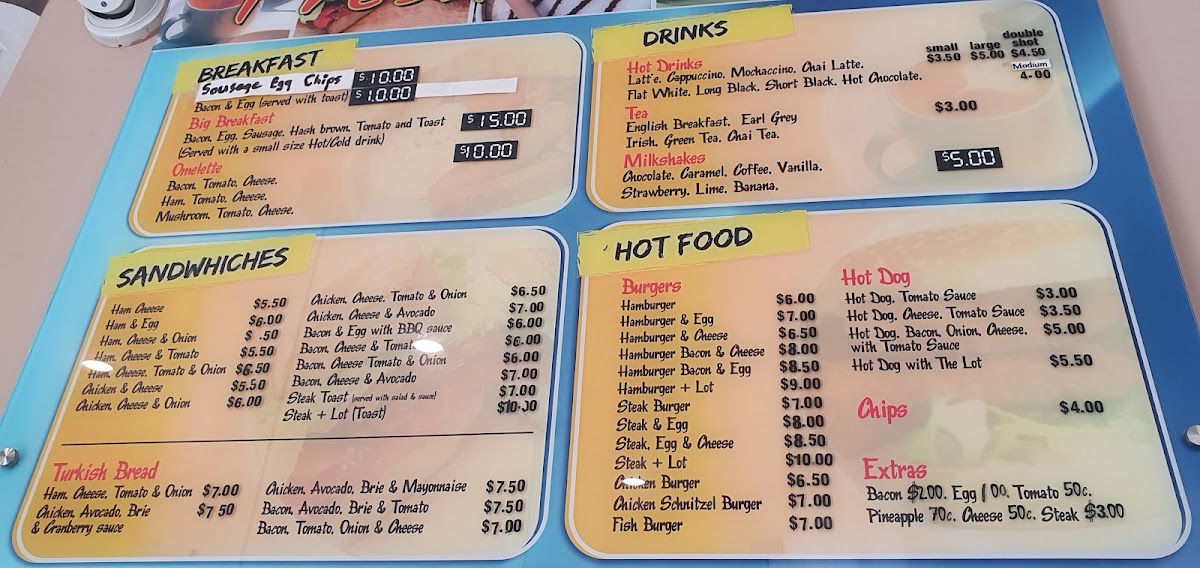 BREAKFAST
Sausage Egg Chips $10.00
Bacon & Egg (served with toast) $10.00
Big Breakfast
Bacon, Egg, Sausage, Hash brown, Tomato and Toast $15.00
(Served with a small size Hot/Cold drink)
$10.00
Omelette
Bacon, Tomato, Cheese,
Ham, Tomato, Cheese,
Mushroom, Tomato, Cheese,
DRINKS
small large double shot
Hot Drinks $3.50 $5.00 $4.50
Latt'e, Cappuccino, Mochaccino, Chai Latte. Medium
Flat White, Long Black, Short Black, Hot Chocolate. 4-00
Tea $3.00
English Breakfast, Earl Grey
Irish, Green Tea, Chai Tea.
Milkshakes $5.00
Chocolate, Caramel, Coffee, Vanilla,
Strawberry, Lime, Banana.
SANDWHICHES
Ham Cheese $5.50
Ham & Egg $6.00
Ham, Cheese & Onion $ .50
Ham, Cheese & Tomato $5.50
Ham, Cheese, Tomato & Onion $6.50
Chicken & Cheese $5.50
Chicken, Cheese & Onion $6.00
Chicken, Cheese, Tomato & Onion $6.50
Chicken, Cheese & Avocado $7.00
Bacon & Egg with BBQ sauce $6.00
Bacon, Cheese & Tomato $6.00
Bacon, Cheese Tomato & Onion $6.00
Bacon, Cheese & Avocado $7.00
Steak Toast (served with salad & sauce) $7.00
Steak + Lot (Toast) $10.00
Turkish Bread
Ham, Cheese, Tomato & Onion $7.00
Chicken, Avocado, Brie $7 50
& Cranberry sauce
Chicken, Avocado, Brie & Mayonnaise $7.50
Bacon, Avocado, Brie & Tomato $7.50
Bacon, Tomato, Onion & Cheese $7.00
HOT FOOD
Burgers
Hamburger $6.00
Hamburger & Egg $7.00
Hamburger & Cheese $6.50
Hamburger Bacon & Cheese $8.00
Hamburger Bacon & Egg $8.50
Hamburger + Lot $9.00
Steak Burger $7.00
Steak & Egg $8.00
Steak, Egg & Cheese $8.50
Steak + Lot $10.00
Chicken Burger $6.50
Chicken Schnitzel Burger $7.00
Fish Burger $7.00
Hot Dog
Hot Dog, Tomato Sauce $3.00
Hot Dog, Cheese, Tomato Sauce $3.50
Hot Dog, Bacon, Onion, Cheese, $5.00
with Tomato Sauce
Hot Dog with The Lot $5.50
Chips $4.00
Extras
Bacon $2.00, Egg 1.00, Tomato 50c,
Pineapple 70c, Cheese 50c, Steak $3.00